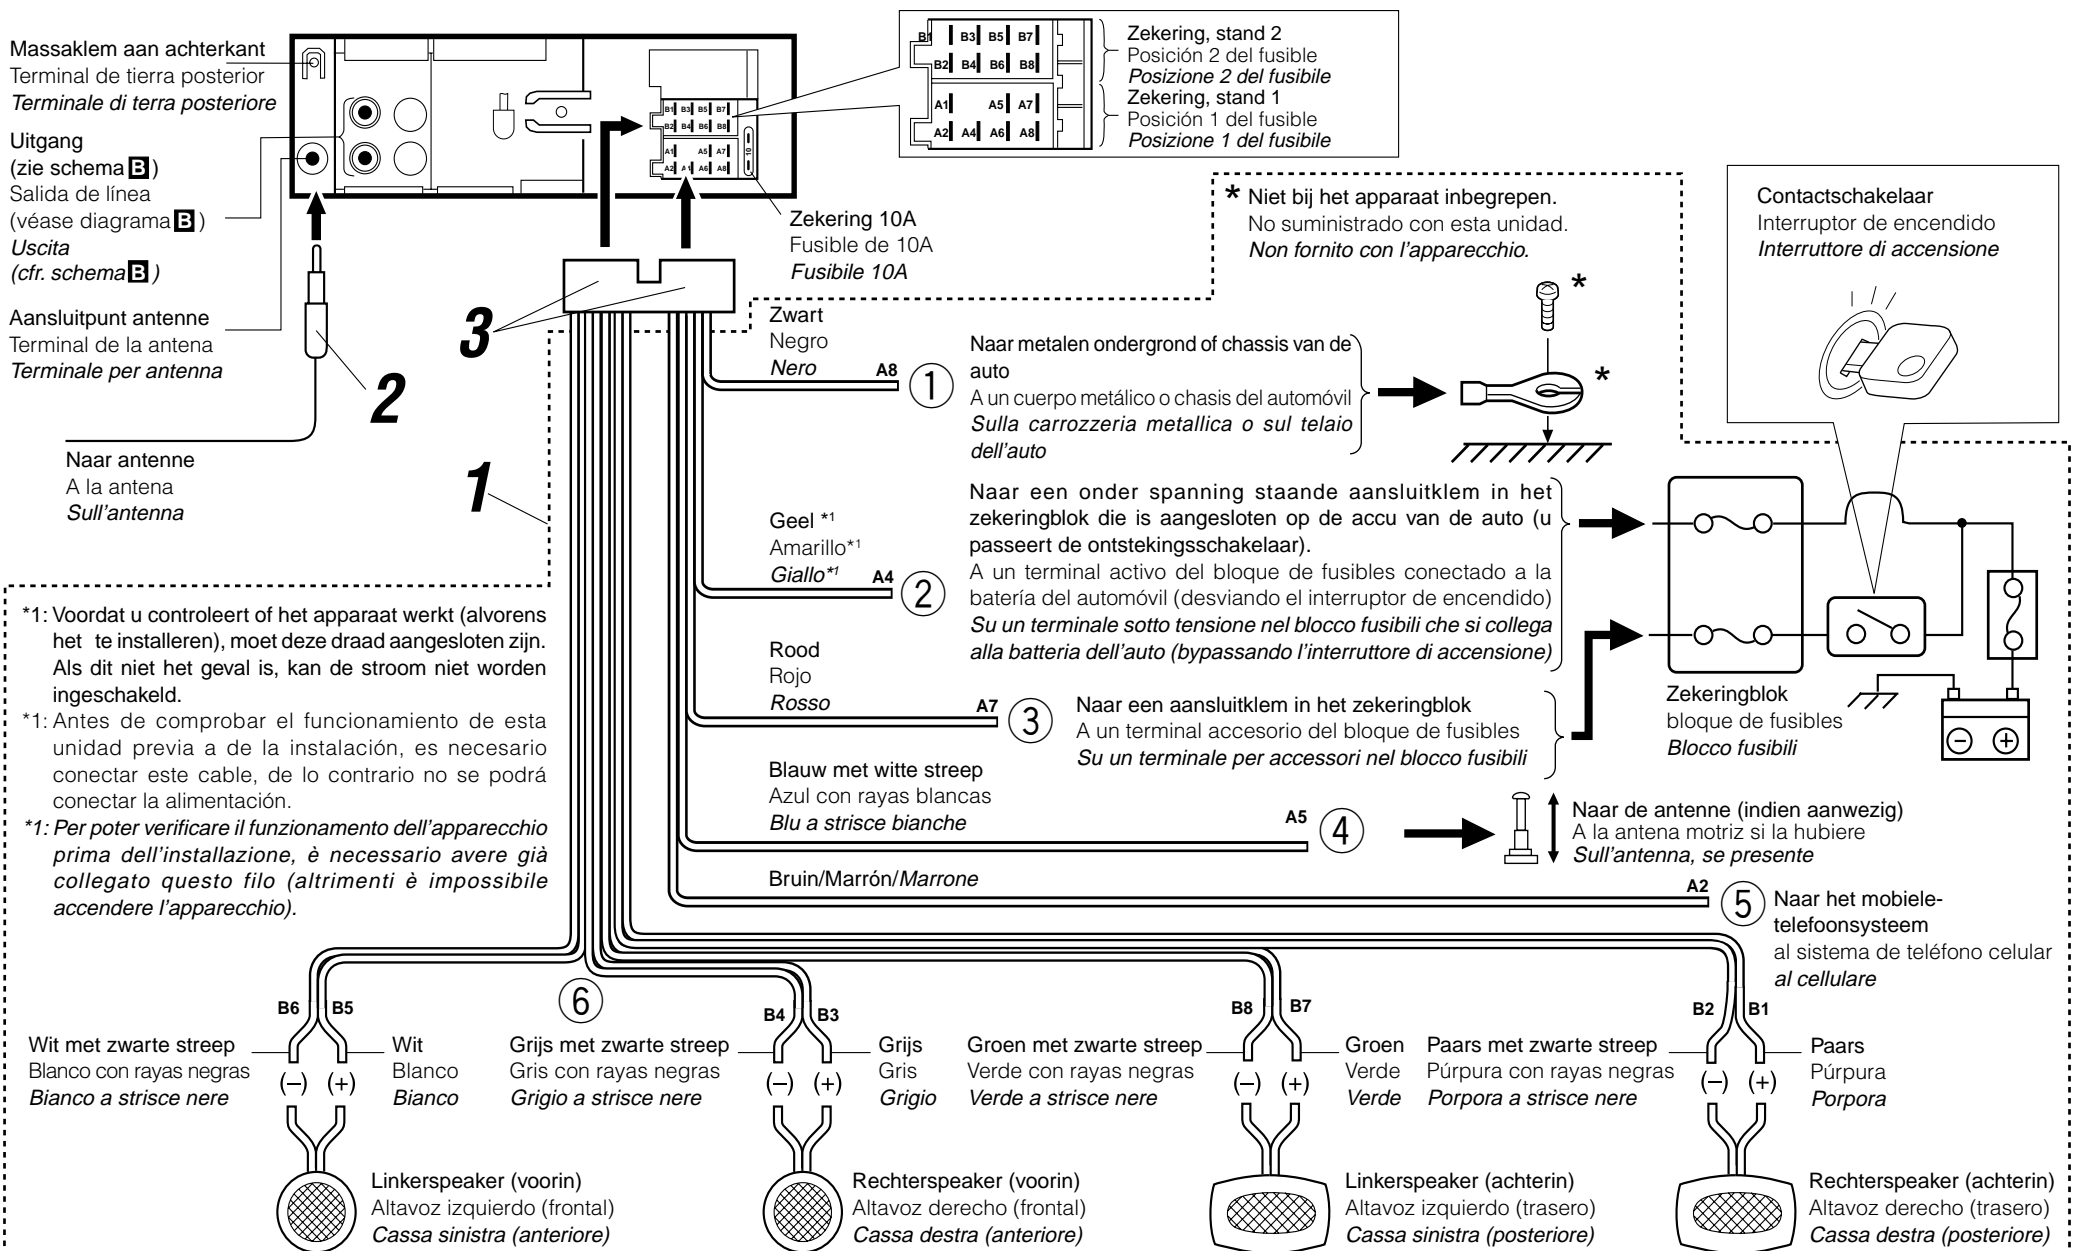 Massaklem aan achterkant
Terminal de tierra posterior
Terminale di terra posteriore
Uitgang
(zie schema B)
Salida de línea
(véase diagrama B)
Uscita
(cfr. schema B)
Aansluitpunt antenne
Terminal de la antena
Terminale per antenna
Naar antenne
A la antena
Sull'antenna
2
B1 B3 B5 B7
B2 B4 B6 B8
A1 A5 A7
A2 A4 A6 A8
10
Zekering 10A
Fusible de 10A
Fusibile 10A
B1 B3 B5 B7
B2 B4 B6 B8
A1 A5 A7
A2 A4 A6 A8
Zekering, stand 2
Posición 2 del fusible
Posizione 2 del fusibile
Zekering, stand 1
Posición 1 del fusible
Posizione 1 del fusibile
* Niet bij het apparaat inbegrepen.
No suministrado con esta unidad.
Non fornito con l'apparecchio.
Contactschakelaar
Interruptor de encendido
Interruttore di accensione
3
1
Zwart
Negro
Nero
A8
①
Naar metalen ondergrond of chassis van de
auto
A un cuerpo metálico o chasis del automóvil
Sulla carrozzeria metallica o sul telaio
dell'auto
*
*
Geel *1
Amarillo*1
Giallo*1
A4
②
Naar een onder spanning staande aansluitklem in het
zekeringblok die is aangesloten op de accu van de auto (u
passeert de ontstekingsschakelaar).
A un terminal activo del bloque de fusibles conectado a la
batería del automóvil (desviando el interruptor de encendido)
Su un terminale sotto tensione nel blocco fusibili che si collega
alla batteria dell'auto (bypassando l'interruttore di accensione)
Rood
Rojo
Rosso
A7
③
Naar een aansluitklem in het zekeringblok
A un terminal accesorio del bloque de fusibles
Su un terminale per accessori nel blocco fusibili
Zekeringblok
bloque de fusibles
Blocco fusibili
− +
Blauw met witte streep
Azul con rayas blancas
Blu a strisce bianche
A5
④
Naar de antenne (indien aanwezig)
A la antena motriz si la hubiere
Sull'antenna, se presente
Bruin/Marrón/Marrone
A2
⑤
Naar het mobiele-
telefoonsysteem
al sistema de teléfono celular
al cellulare
*1: Voordat u controleert of het apparaat werkt (alvorens
het te installeren), moet deze draad aangesloten zijn.
Als dit niet het geval is, kan de stroom niet worden
ingeschakeld.
*1: Antes de comprobar el funcionamiento de esta
unidad previa a de la instalación, es necesario
conectar este cable, de lo contrario no se podrá
conectar la alimentación.
*1: Per poter verificare il funzionamento dell'apparecchio
prima dell'installazione, è necessario avere già
collegato questo filo (altrimenti è impossibile
accendere l'apparecchio).
⑥
B6 B5
Wit met zwarte streep
Blanco con rayas negras
Bianco a strisce nere
(−) (+)
Wit
Blanco
Bianco
Linkerspeaker (voorin)
Altavoz izquierdo (frontal)
Cassa sinistra (anteriore)
B4 B3
Grijs met zwarte streep
Gris con rayas negras
Grigio a strisce nere
(−) (+)
Grijs
Gris
Grigio
Rechterspeaker (voorin)
Altavoz derecho (frontal)
Cassa destra (anteriore)
B8 B7
Groen met zwarte streep
Verde con rayas negras
Verde a strisce nere
(−) (+)
Groen
Verde
Verde
Linkerspeaker (achterin)
Altavoz izquierdo (trasero)
Cassa sinistra (posteriore)
B2 B1
Paars met zwarte streep
Púrpura con rayas negras
Porpora a strisce nere
(−) (+)
Paars
Púrpura
Porpora
Rechterspeaker (achterin)
Altavoz derecho (trasero)
Cassa destra (posteriore)